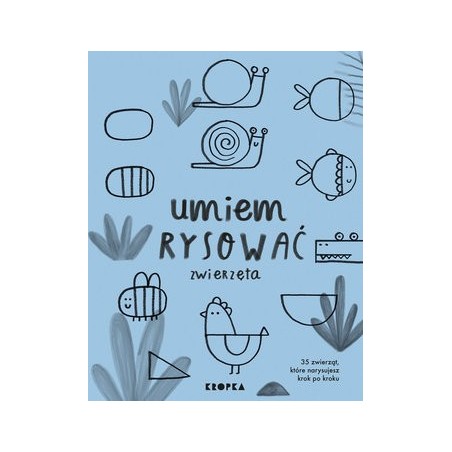 umiem
RYSOWAĆ
zwierzęta
35 zwierząt,
które narysujesz
krok po kroku
KROPKA